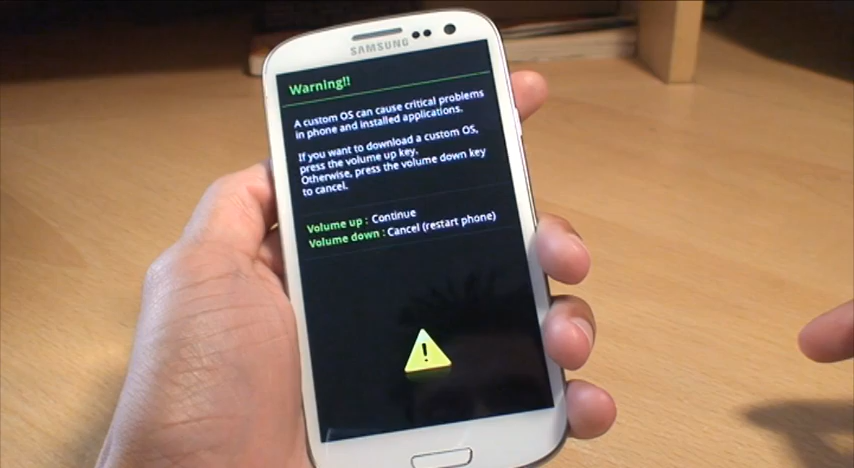 SAMSUNG
Warning!!
A custom OS can cause critical problems
in phone and installed applications.
If you want to download a custom OS,
press the volume up key.
Otherwise, press the volume down key
to cancel.
Volume up : Continue
Volume down : Cancel (restart phone)